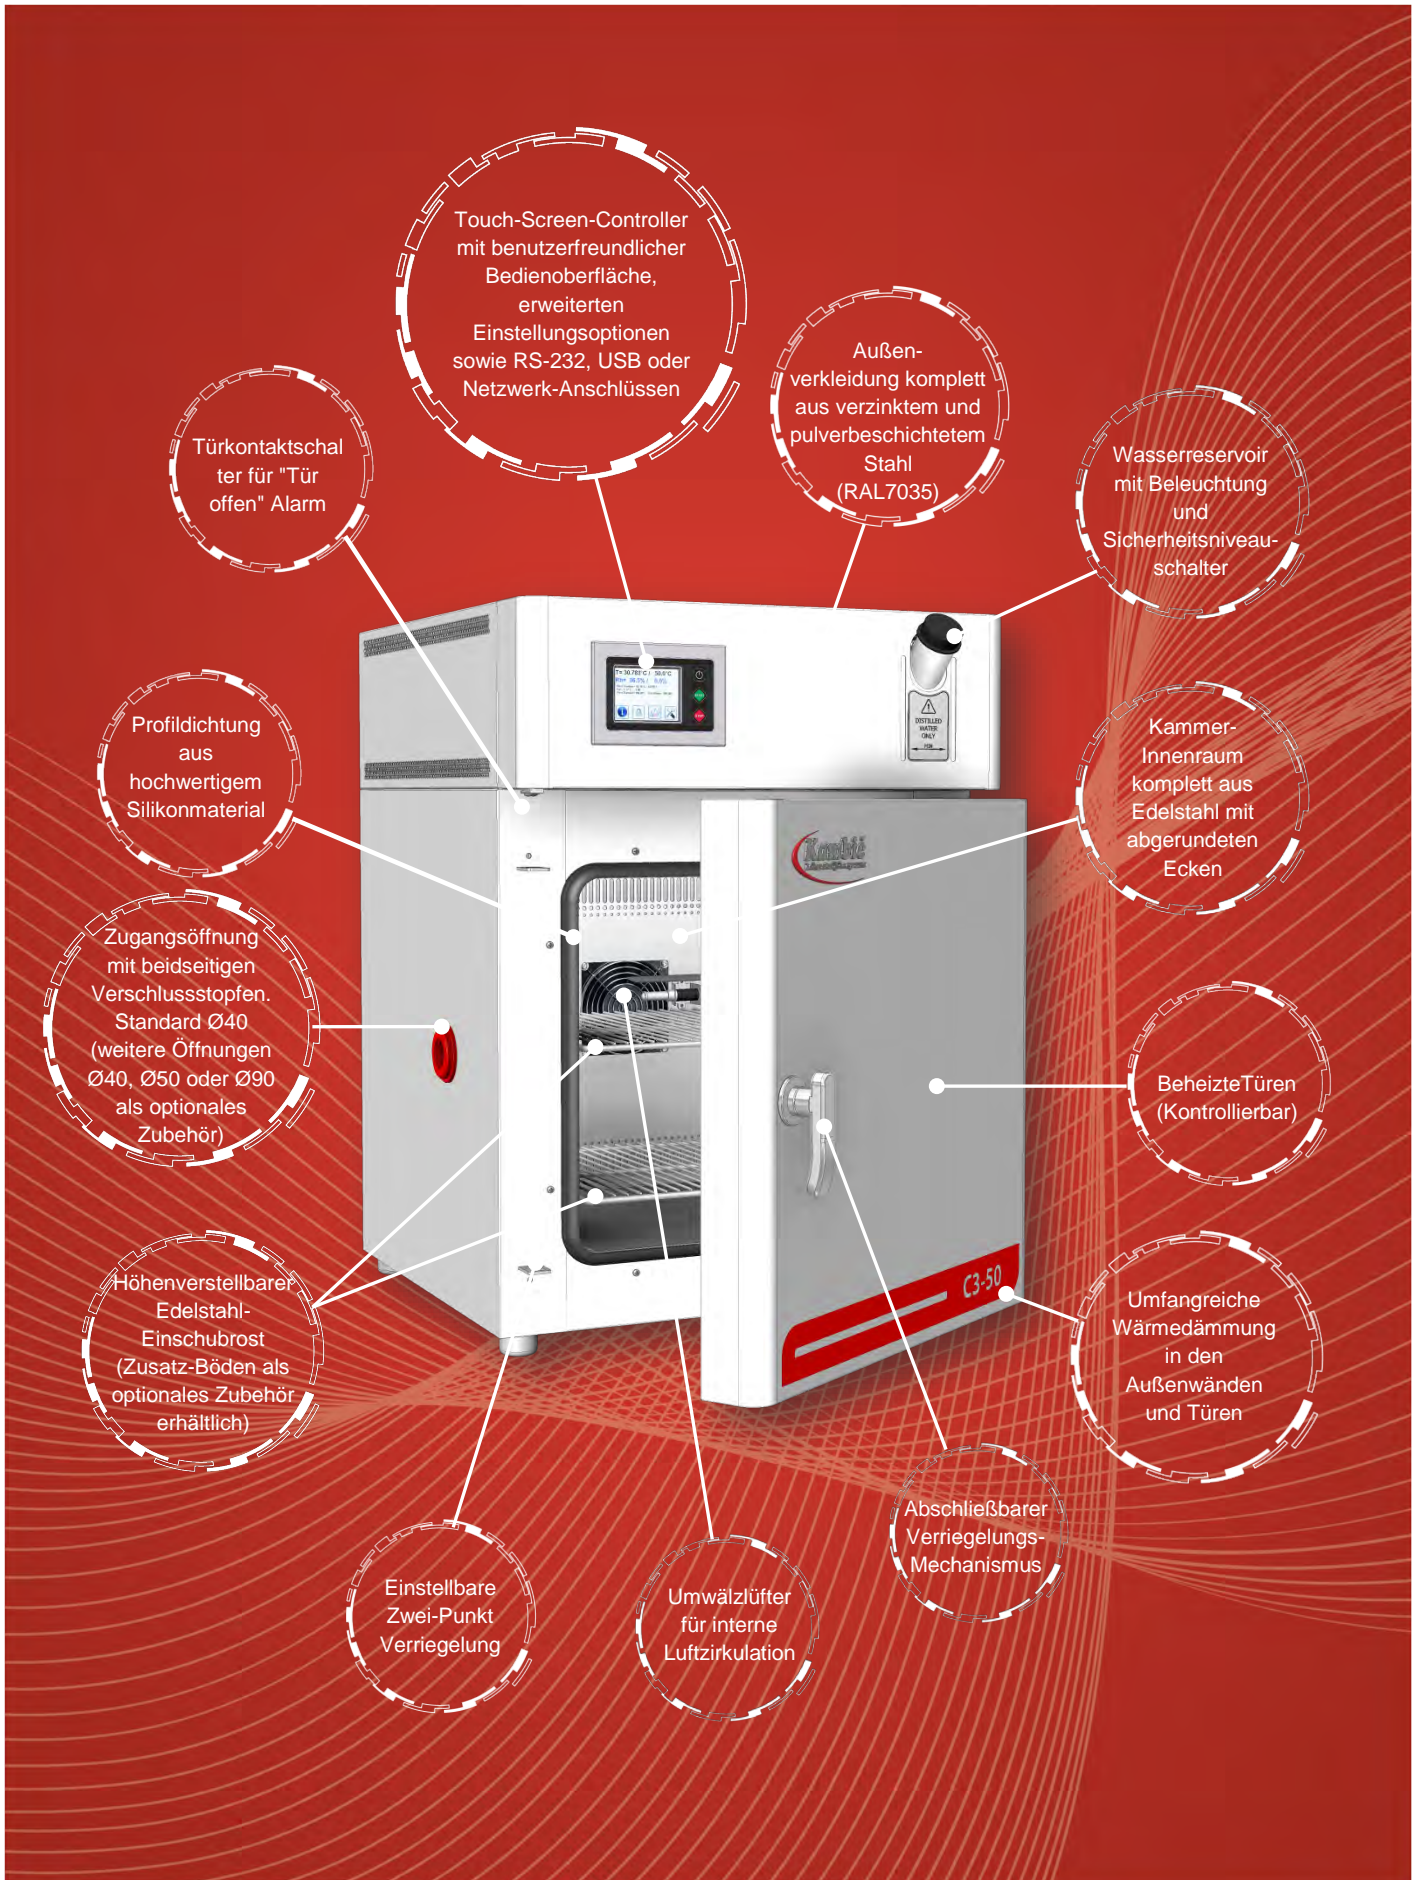 Touch-Screen-Controller
mit benutzerfreundlicher
Bedienoberfläche,
erweiterten
Einstellungsoptionen
sowie RS-232, USB oder
Netzwerk-Anschlüssen
Außen-
verkleidung komplett
aus verzinktem und
pulverbeschichtetem
Stahl
(RAL7035)
Türkontaktschal
ter für "Tür
offen" Alarm
Wasserreservoir
mit Beleuchtung
und
Sicherheitsniveau-
schalter
DISTILLED
WATER
ONLY
Profildichtung
aus
hochwertigem
Silikonmaterial
Kammer-
Innenraum
komplett aus
Edelstahl mit
abgerundeten
Ecken
Zugangsöffnung
mit beidseitigen
Verschlussstopfen.
Standard Ø40
(weitere Öffnungen
Ø40, Ø50 oder Ø90
als optionales
Zubehör)
BeheizteTüren
(Kontrollierbar)
C3-50
Höhenverstellbarer
Edelstahl-
Einschubrost
(Zusatz-Böden als
optionales Zubehör
erhältlich)
Umfangreiche
Wärmedämmung
in den
Außenwänden
und Türen
Abschließbarer
Verriegelungs-
Mechanismus
Einstellbare
Zwei-Punkt
Verriegelung
Umwälzlüfter
für interne
Luftzirkulation